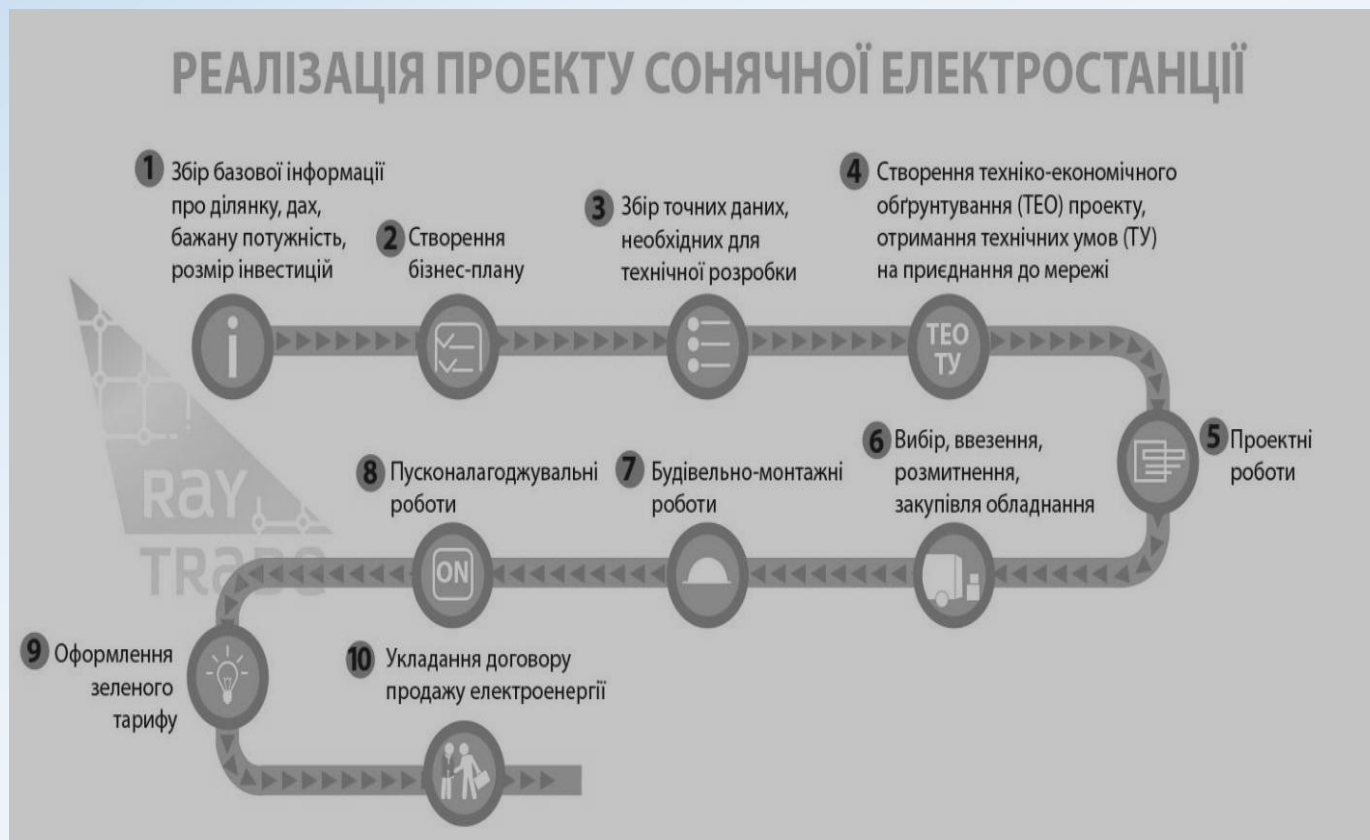 РЕАЛІЗАЦІЯ ПРОЕКТУ СОНЯЧНОЇ ЕЛЕКТРОСТАНЦІЇ
1 Збір базової інформації
про ділянку, дах,
бажану потужність,
розмір інвестицій
2 Створення
бізнес-плану
3 Збір точних даних,
необхідних для
технічної розробки
4 Створення техніко-економічного
обґрунтування (ТЕО) проекту,
отримання технічних умов (ТУ)
на приєднання до мережі
ТЕО
ТУ
5 Проектні
роботи
6 Вибір, ввезення,
розмитнення,
закупівля обладнання
7 Будівельно-монтажні
роботи
8 Пусконалагоджувальні
роботи
ON
RAY
TRADE
9 Оформлення
зеленого
тарифу
10 Укладання договору
продажу електроенергії